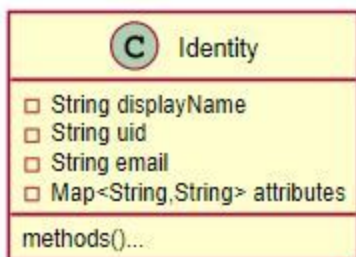 C Identity
String displayName
String uid
String email
Map<String,String> attributes
methods()...